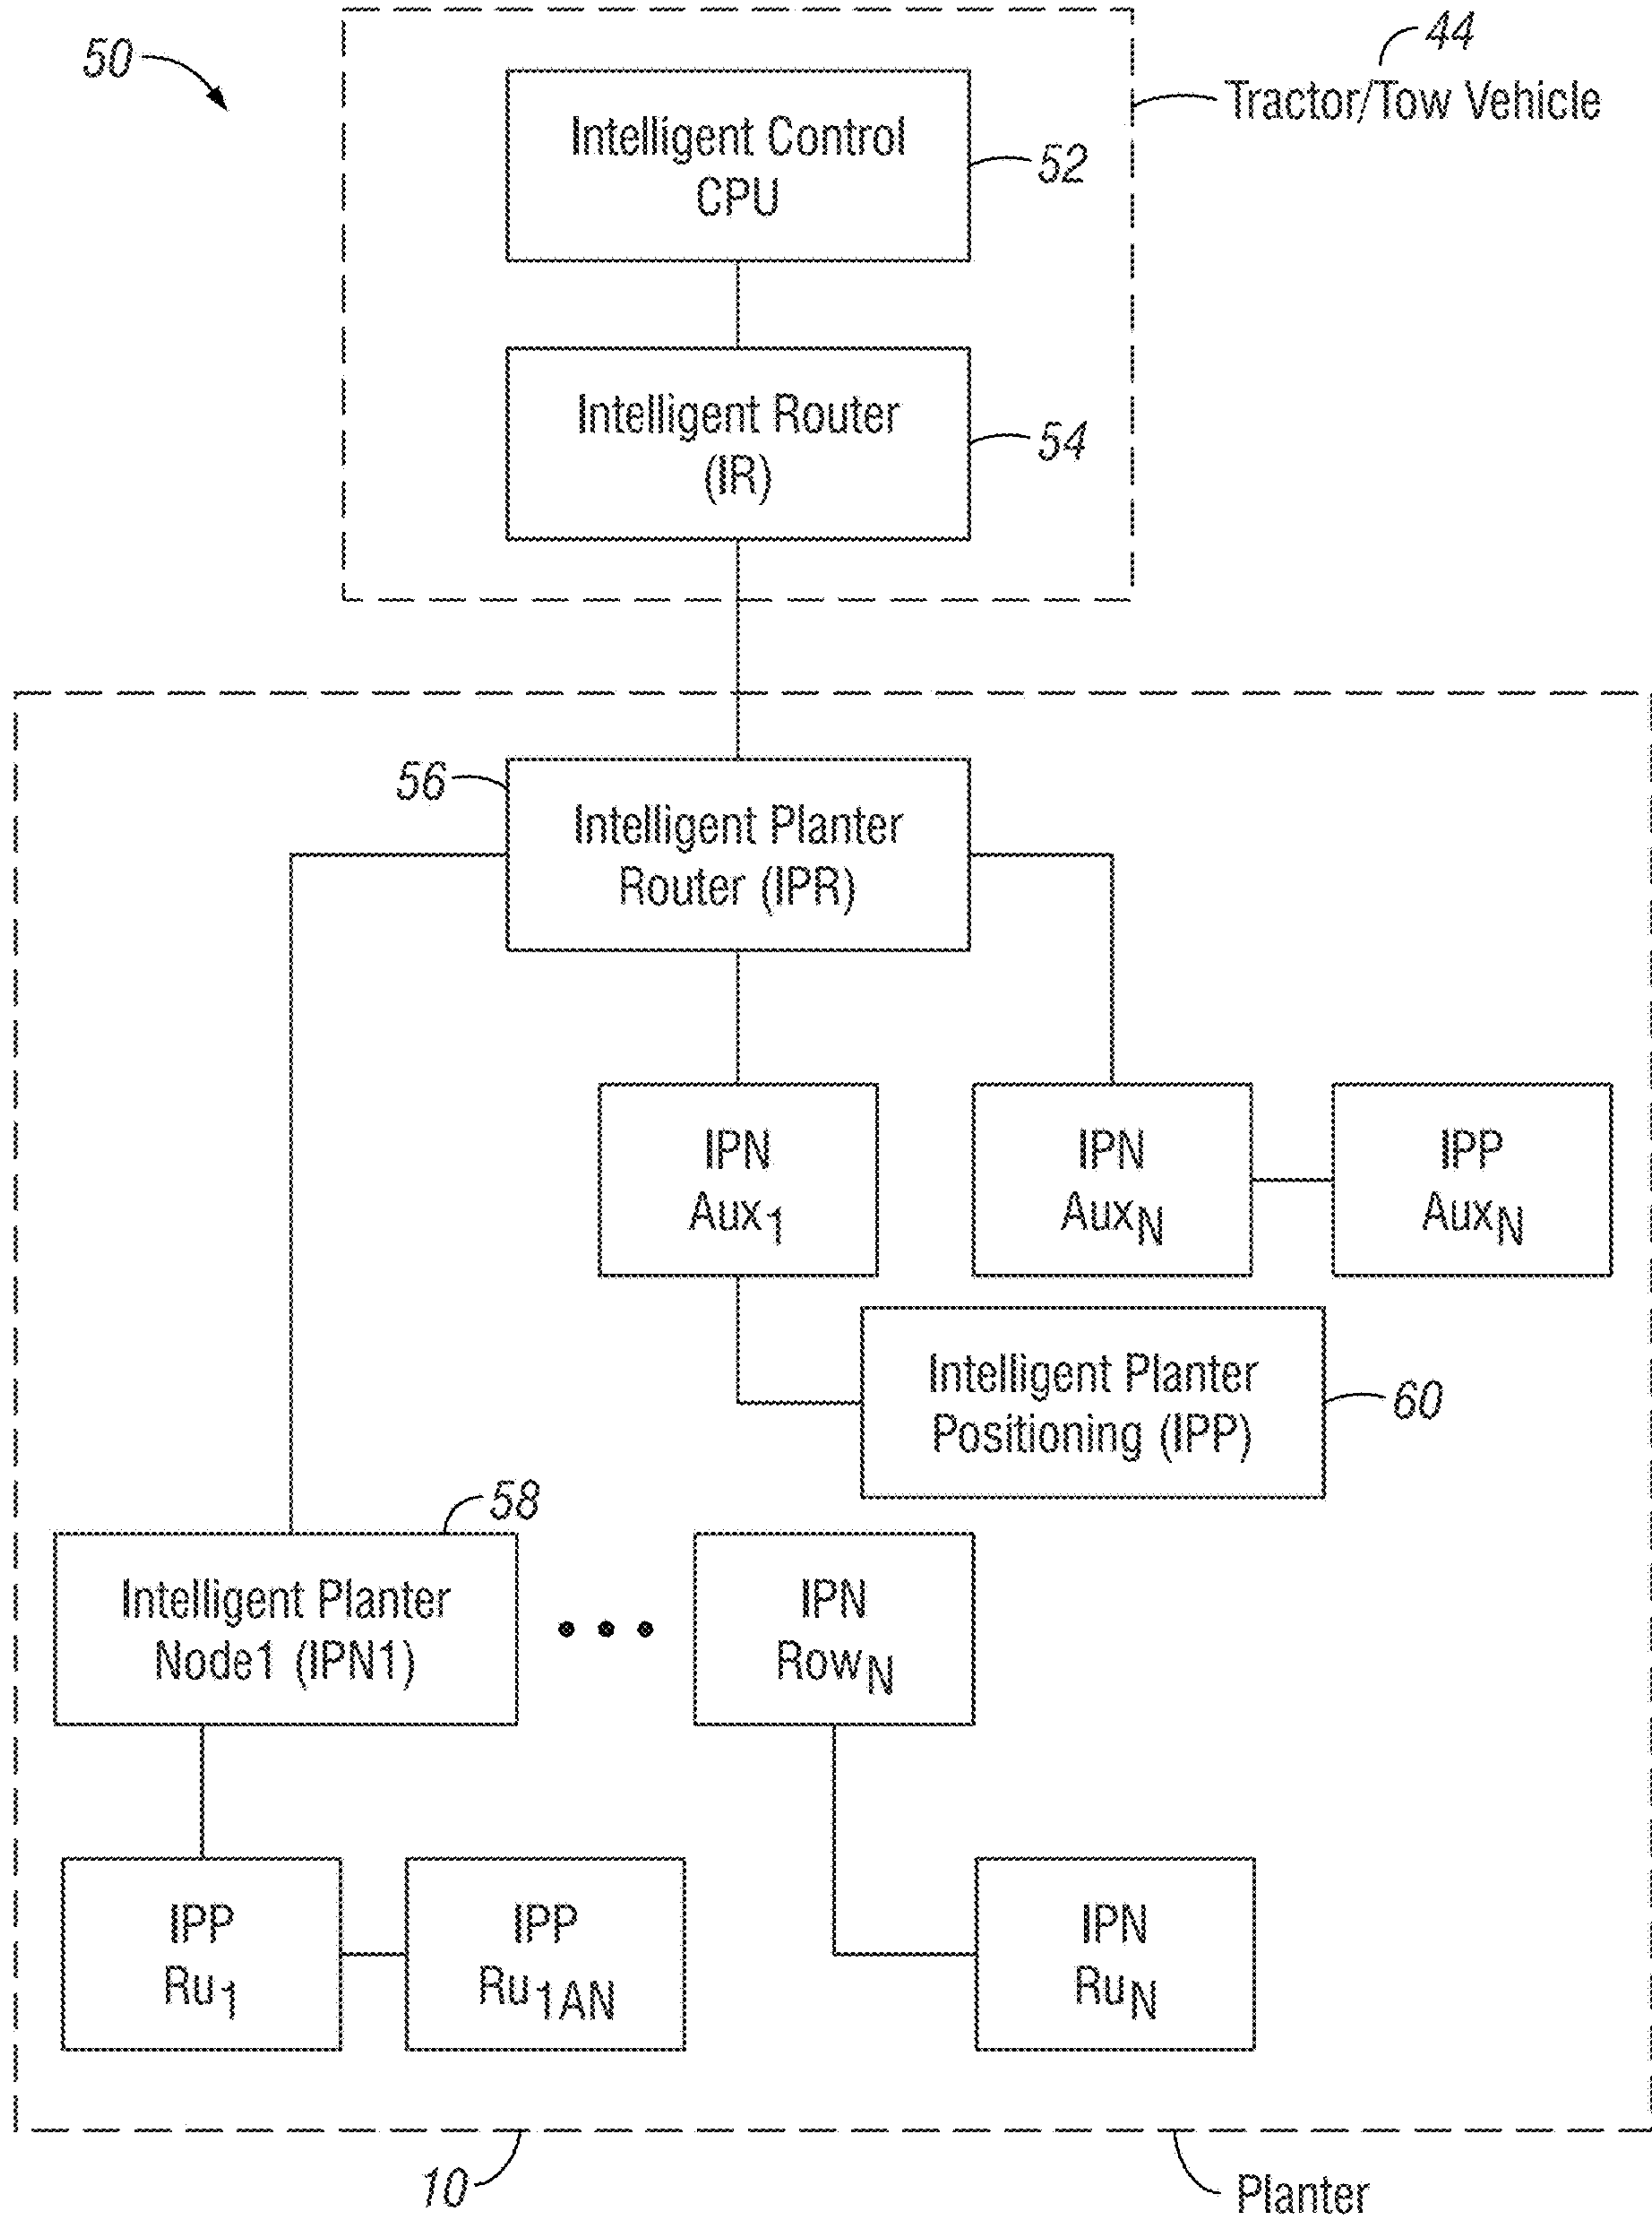 50
44
Tractor/Tow Vehicle
Intelligent Control
CPU
52
Intelligent Router
(IR)
54
56
Intelligent Planter
Router (IPR)
IPN
Aux1
IPN
AuxN
IPP
AuxN
Intelligent Planter
Positioning (IPP)
60
58
Intelligent Planter
Node1 (IPN1)
IPN
RowN
IPP
Ru1
IPP
Ru1AN
IPN
RuN
10
Planter